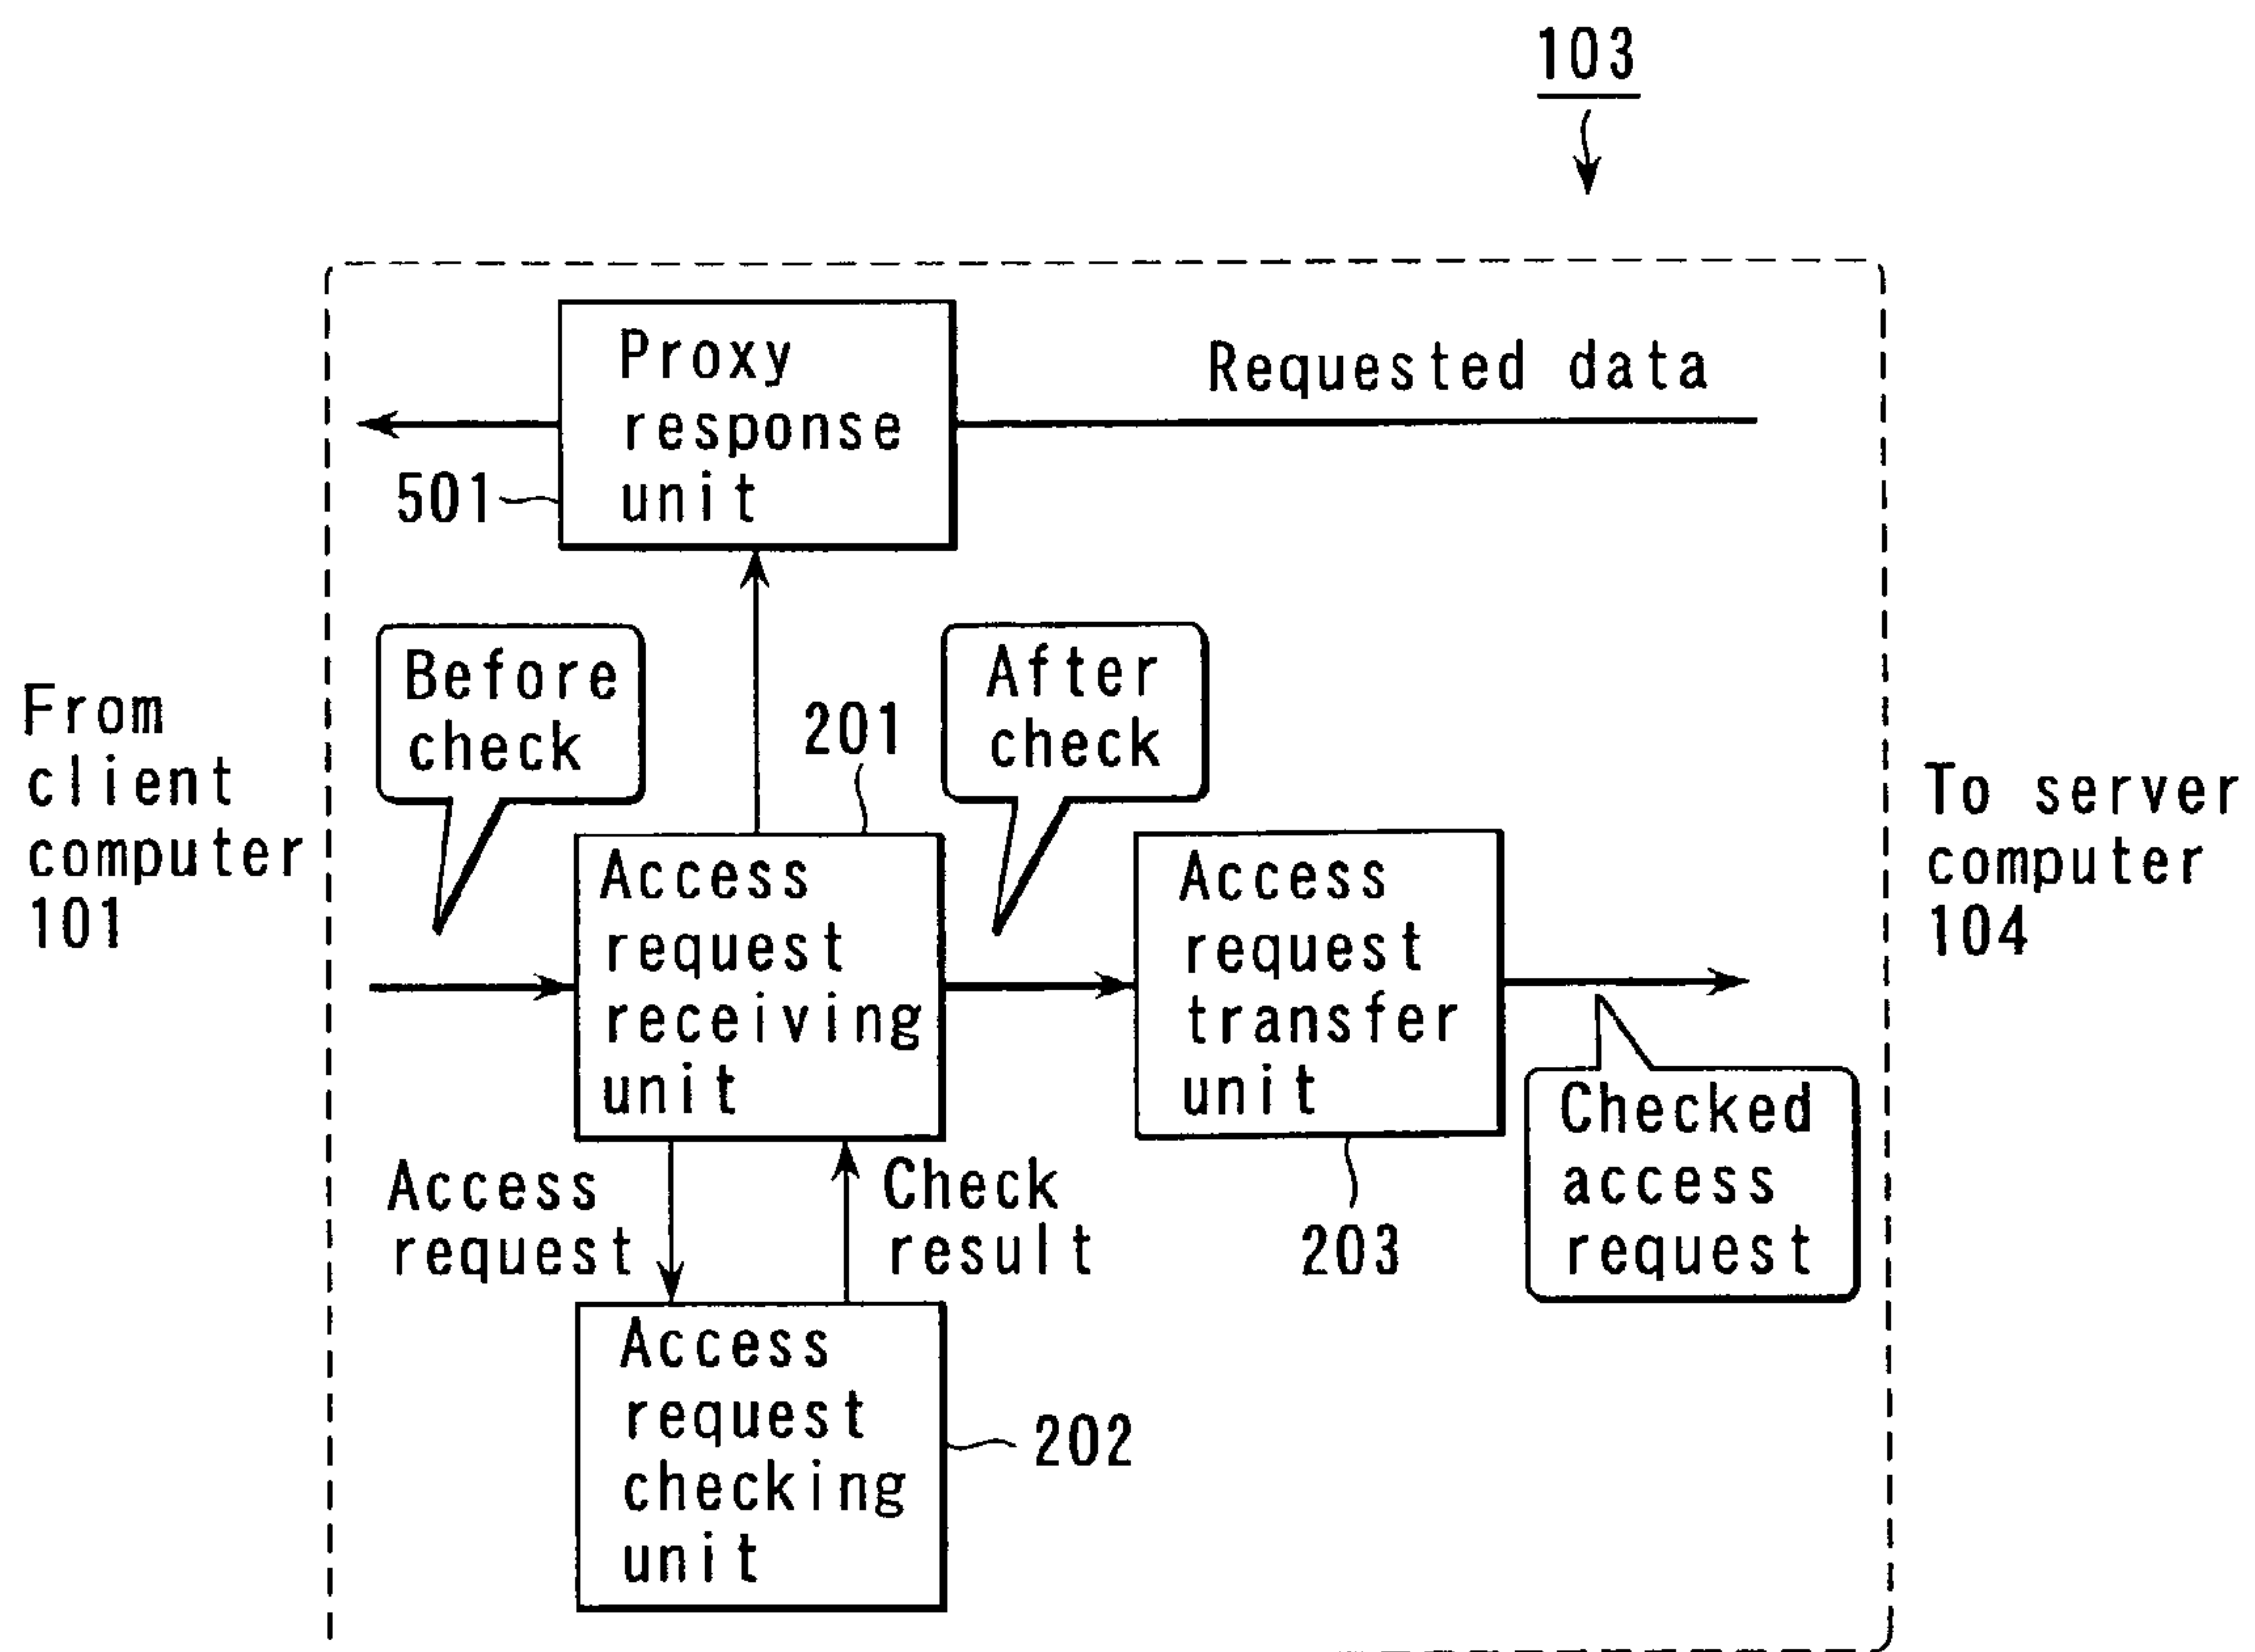 103
Proxy
response
unit
Requested data
501
Before
check
After
check
201
From
client
computer
101
To server
computer
104
Access
request
receiving
unit
Access
request
transfer
unit
Checked
access
request
Access
request
Check
result
203
Access
request
checking
unit
202